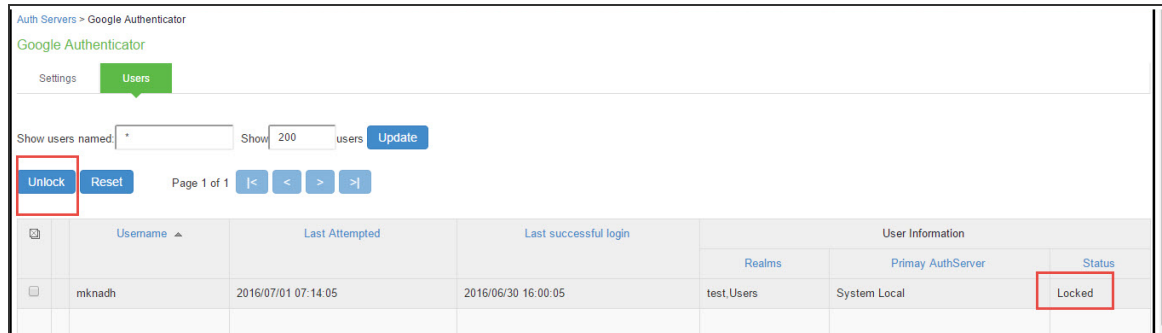 Auth Servers > Google Authenticator
Google Authenticator
Settings Users
Show users named: * Show 200 users Update
Unlock Reset Page 1 of 1 |< < > >|
Username Last Attempted Last successful login User Information
Realms Primay AuthServer Status
mknadh 2016/07/01 07:14:05 2016/06/30 16:00:05 test,Users System Local Locked